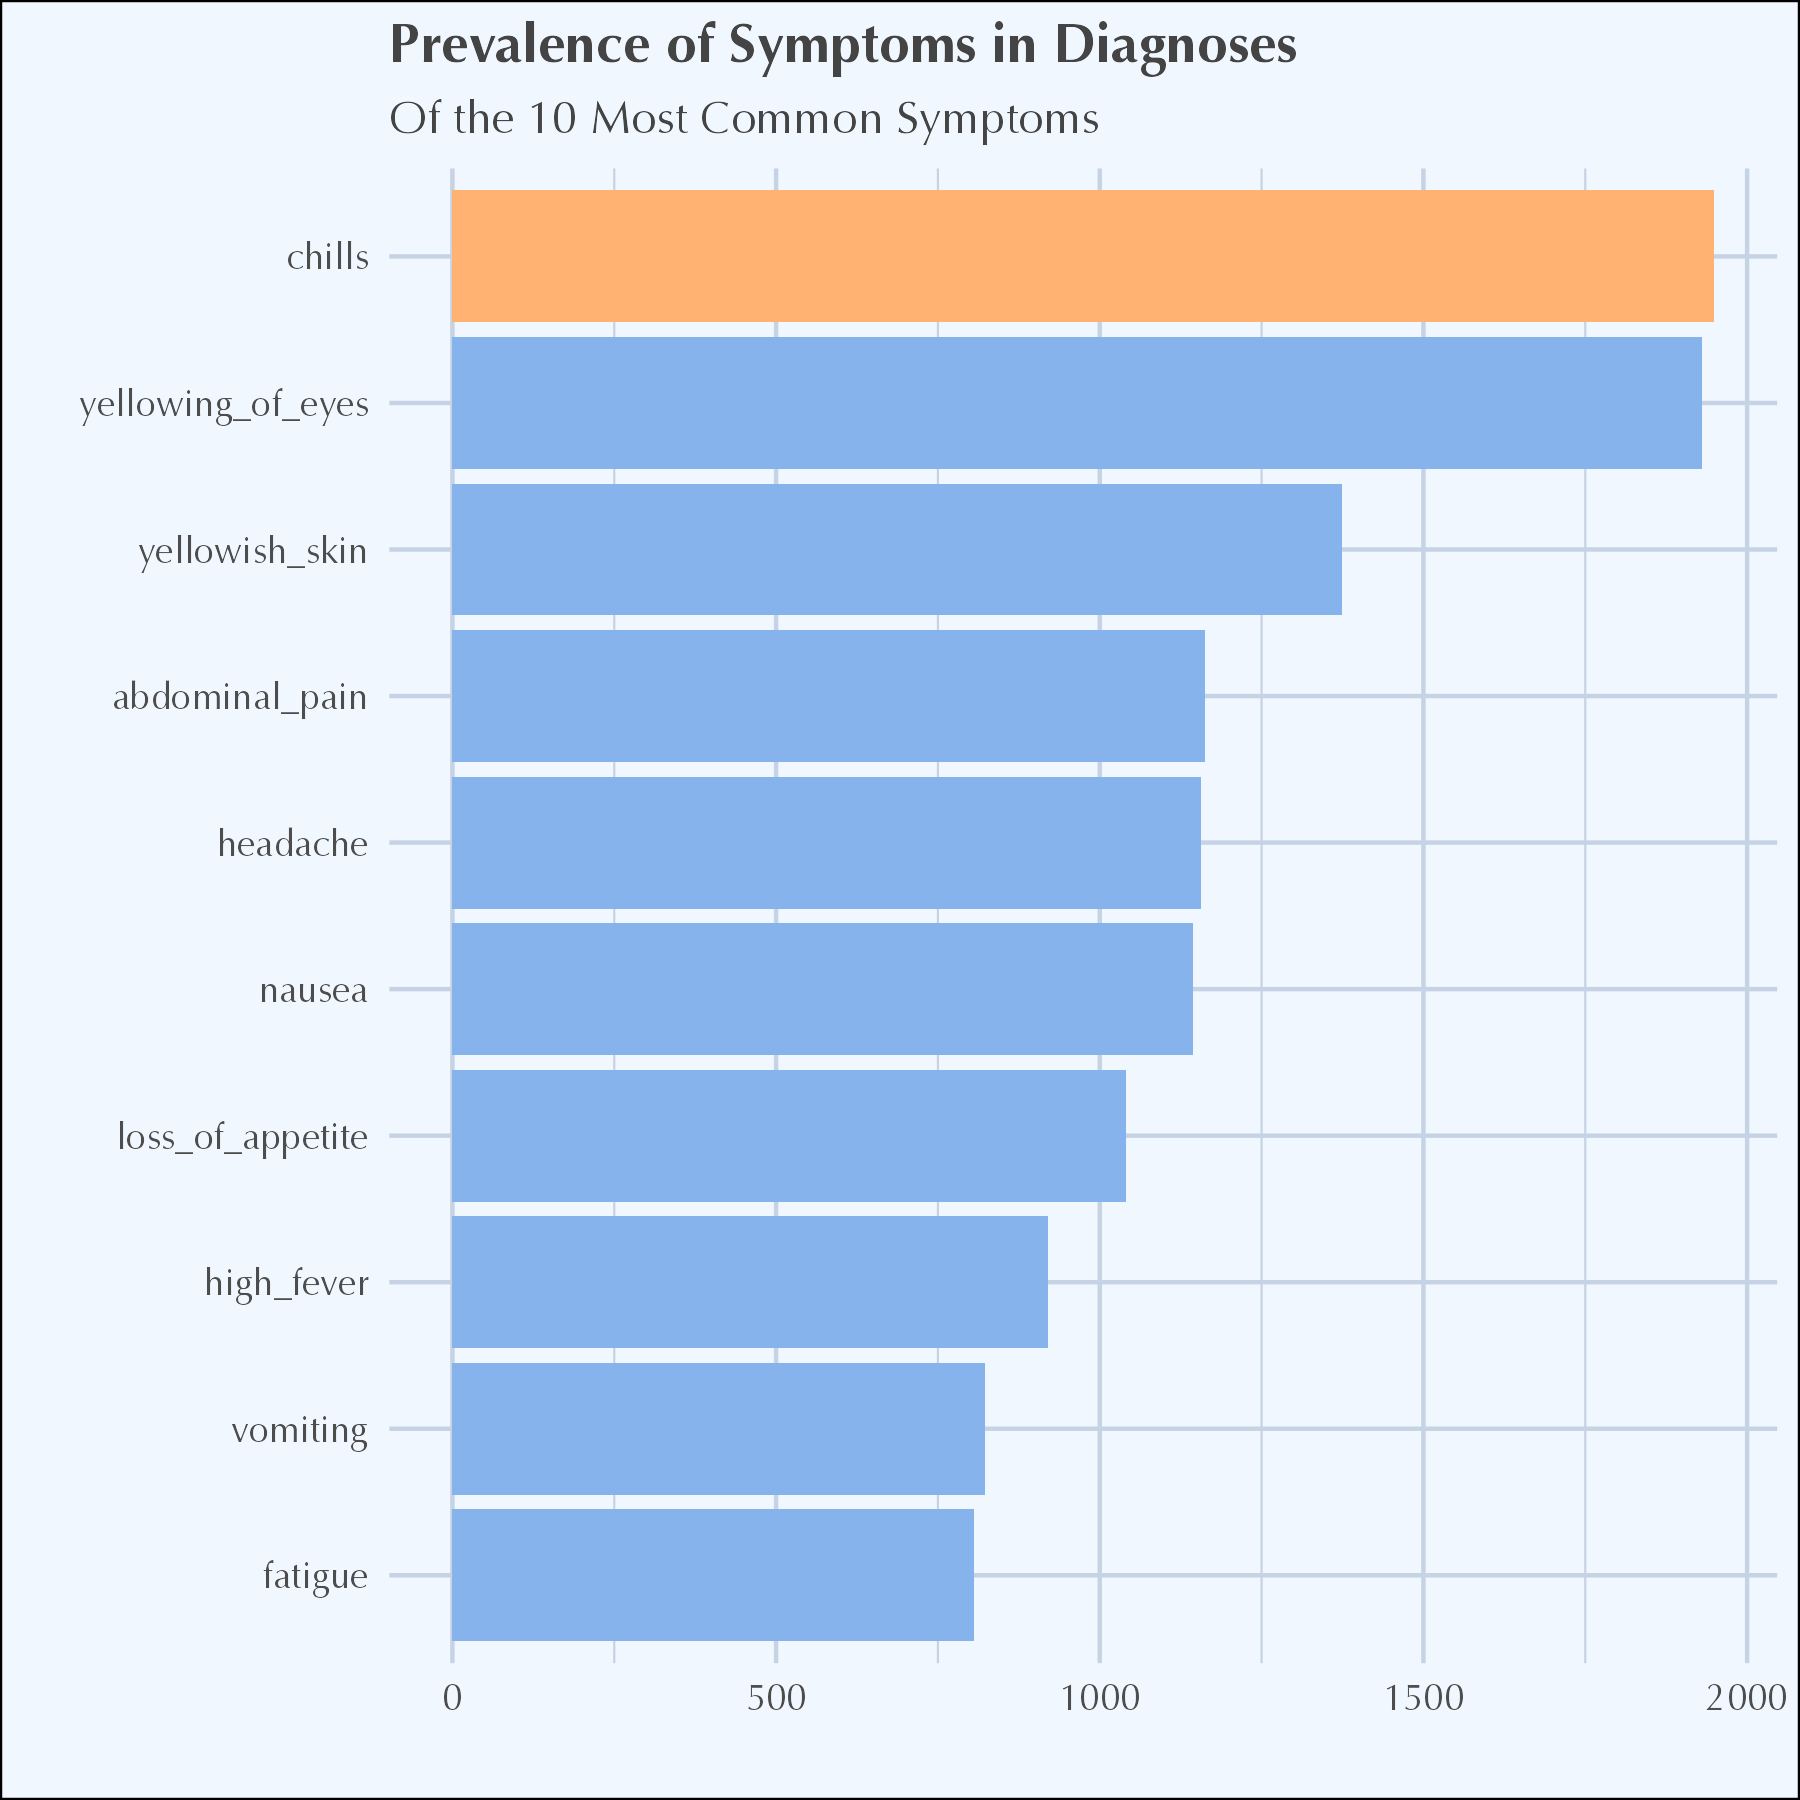 Prevalence of Symptoms in Diagnoses
Of the 10 Most Common Symptoms
chills
yellowing_of_eyes
yellowish_skin
abdominal_pain
headache
nausea
loss_of_appetite
high_fever
vomiting
fatigue
0 500 1000 1500 2000